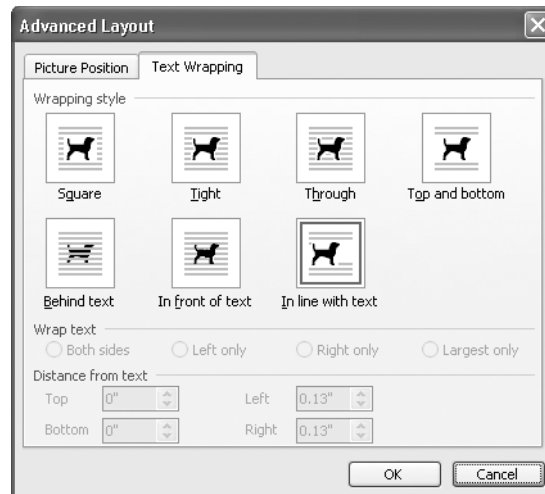 Advanced Layout
Picture Position Text Wrapping
Wrapping style
Square Tight Through Top and bottom
Behind text In front of text In line with text
Wrap text
Both sides Left only Right only Largest only
Distance from text
Top 0" Left 0.13"
Bottom 0" Right 0.13"
OK Cancel